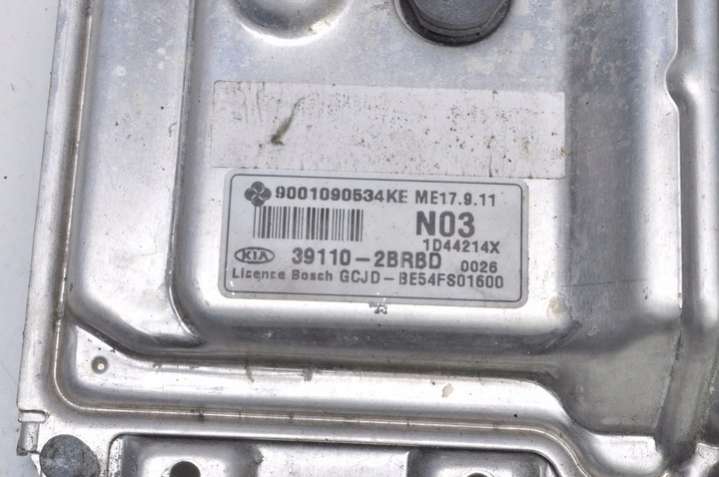 9001090534KE ME17.9.11
N03
1D44214X
KIA 39110-2BRBD 0026
Licence Bosch GCJD-BE54FS01600